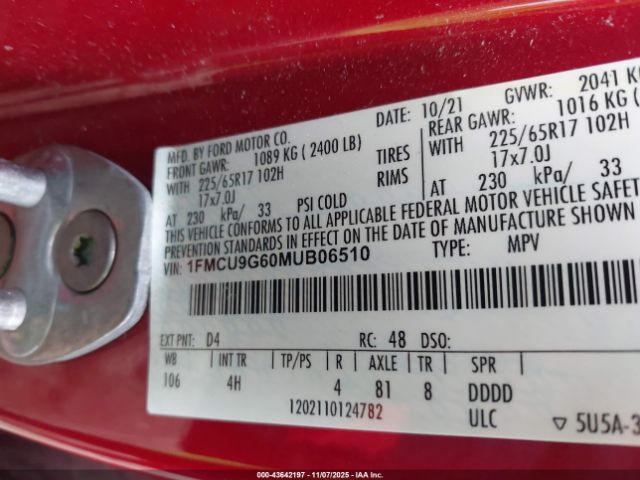 MFD. BY FORD MOTOR CO.
DATE: 10/21 GVWR: 2041
FRONT GAWR: 1089 KG ( 2400 LB)
REAR GAWR: 1016 KG (
WITH 225/65R17 102H TIRES WITH 225/65R17 102H
17x7.0J RIMS 17x7.0J
AT 230 kPa/ 33 PSI COLD AT 230 kPa/ 33
THIS VEHICLE CONFORMS TO ALL APPLICABLE FEDERAL MOTOR VEHICLE SAFETY
PREVENTION STANDARDS IN EFFECT ON THE DATE OF MANUFACTURE SHOWN
VIN: 1FMCU9G60MUB06510 TYPE: MPV
EXT PNT: D4 RC: 48 DSO:
WB INT TR TP/PS R AXLE TR SPR
106 4H 4 81 8 DDDD
1202110124782 ULC ▽ 5U5A-3
IAA 000-43642197 | 11/07/2025 - IAAI.COM